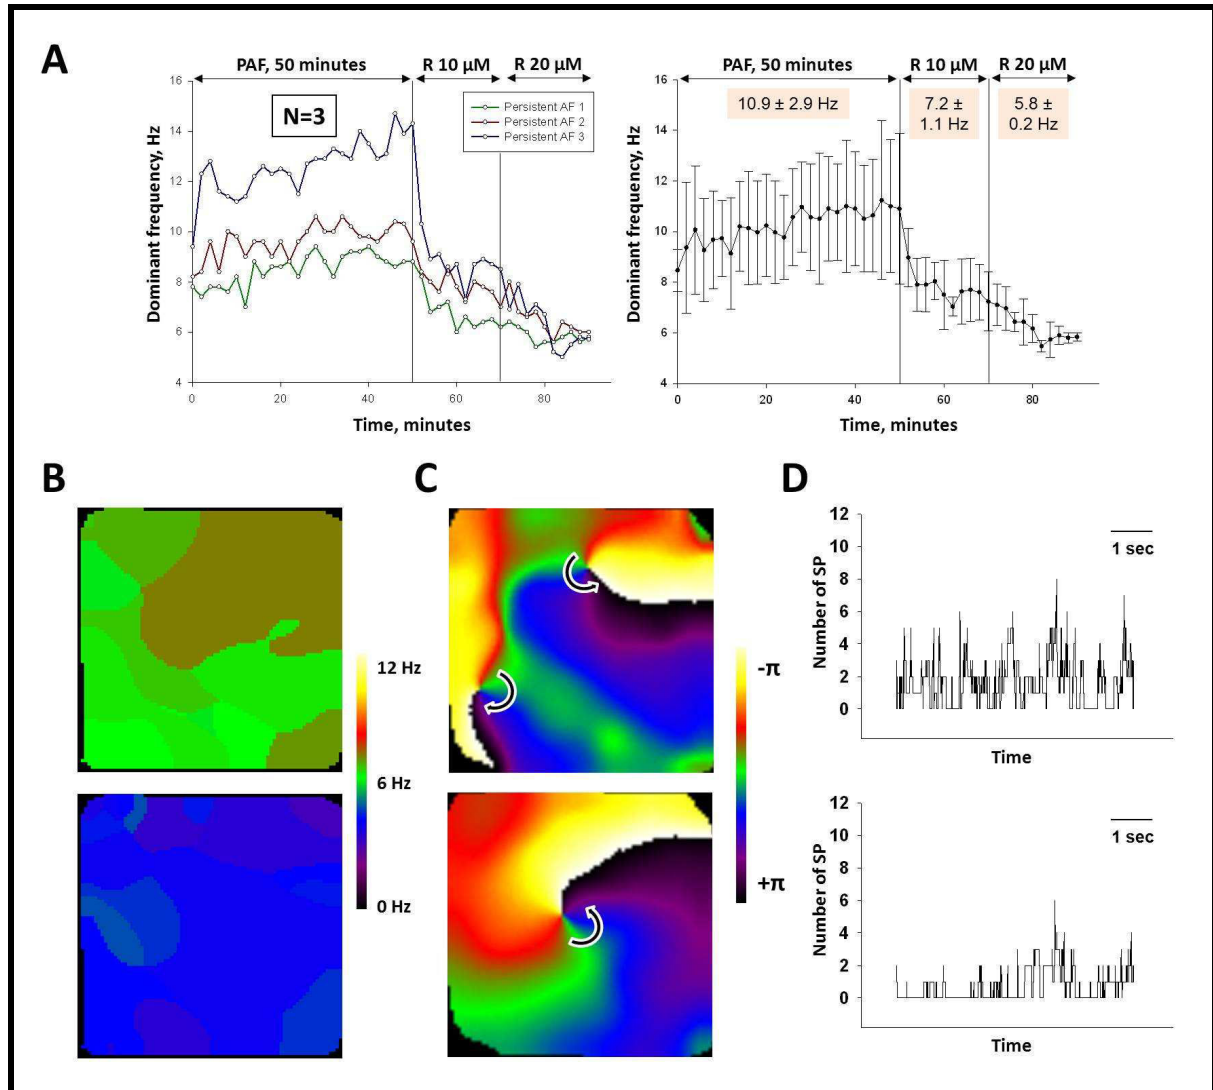 A
PAF, 50 minutes
R 10 µM
R 20 µM
N=3
Persistent AF 1
Persistent AF 2
Persistent AF 3
Dominant frequency, Hz
16
14
12
10
8
6
4
0
20
40
60
80
Time, minutes
PAF, 50 minutes
R 10 µM
R 20 µM
10.9 ± 2.9 Hz
7.2 ±
1.1 Hz
5.8 ±
0.2 Hz
Dominant frequency, Hz
16
14
12
10
8
6
4
0
20
40
60
80
Time, minutes
B
12 Hz
6 Hz
0 Hz
C
-π
+π
D
Number of SP
12
10
8
6
4
2
0
1 sec
Time
Number of SP
12
10
8
6
4
2
0
1 sec
Time